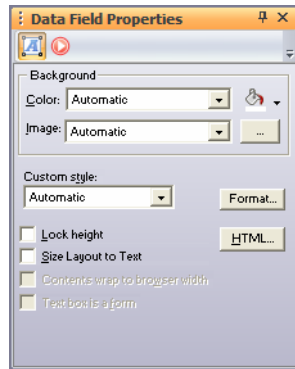 Data Field Properties
Background
Color: Automatic
Image: Automatic ...
Custom style:
Automatic
Format...
Lock height
HTML...
Size Layout to Text
Contents wrap to browser width
Text box is a form